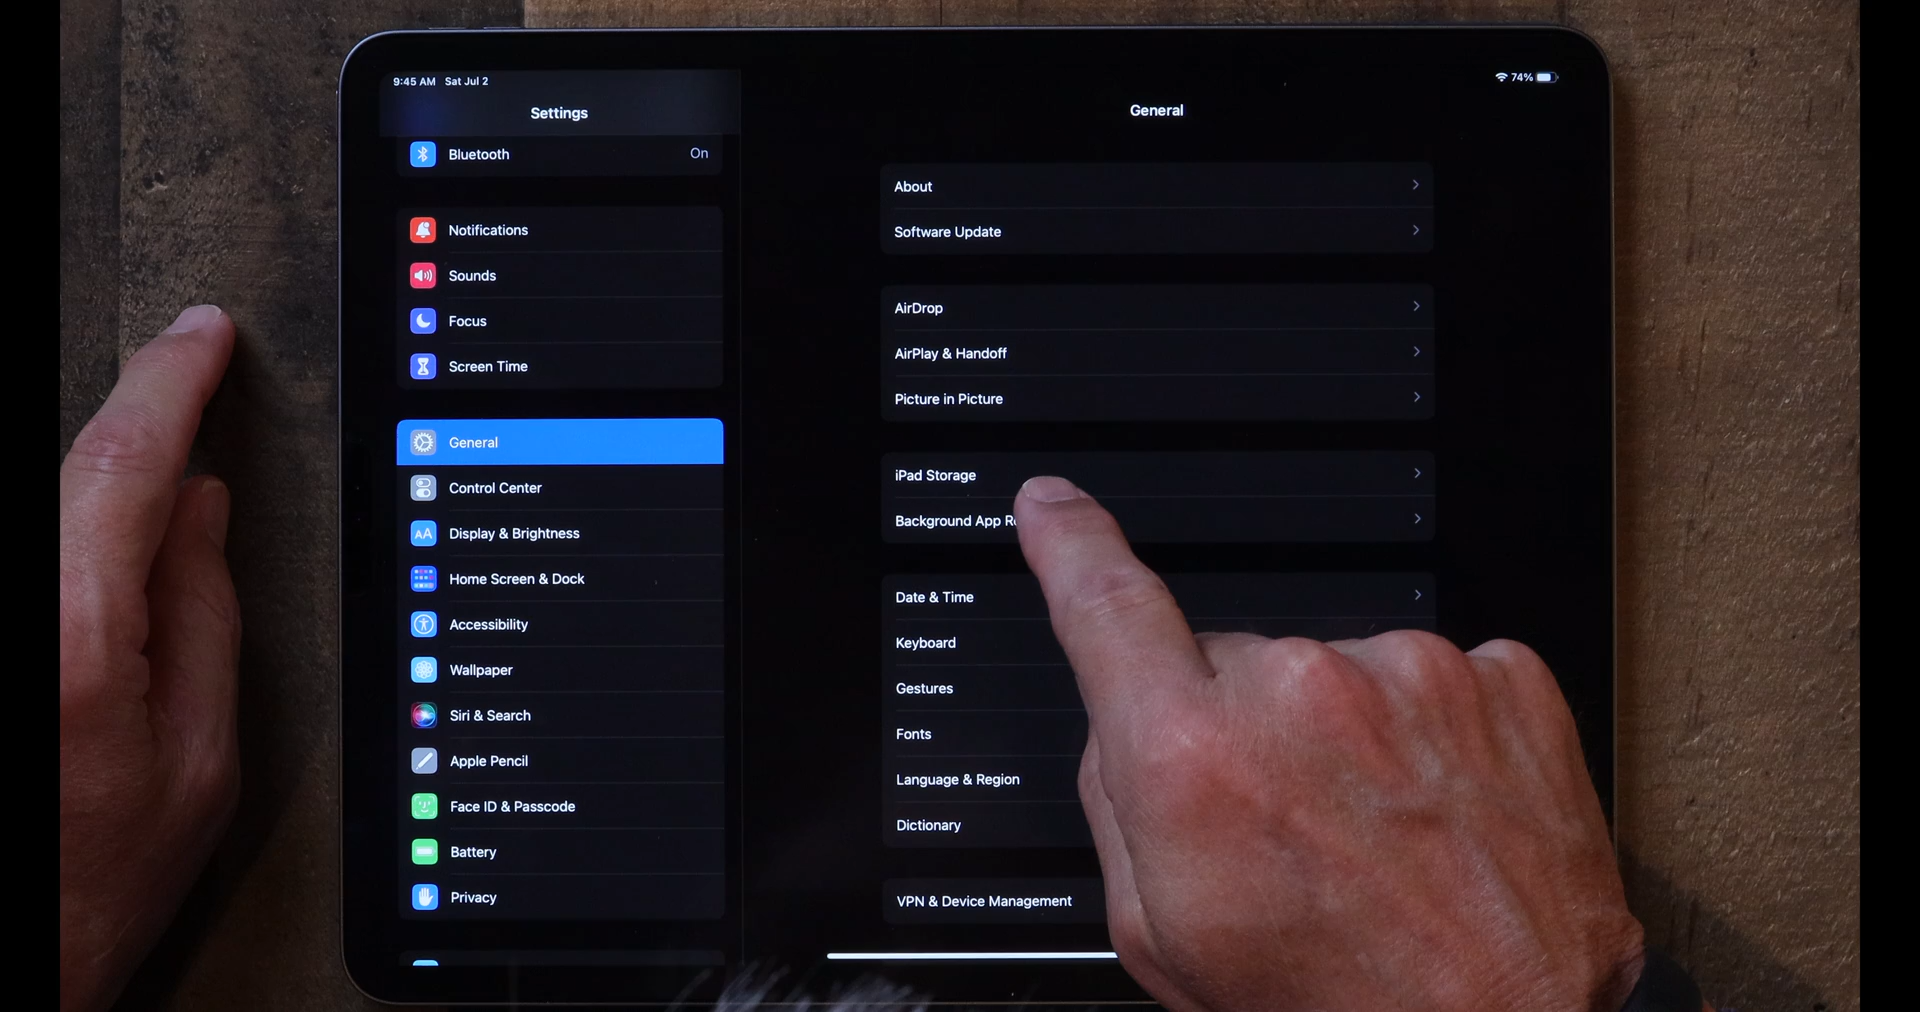 9:45 AM Sat Jul 2
74%
Settings
Bluetooth On
Notifications
Sounds
Focus
Screen Time
General
Control Center
AA
Display & Brightness
Home Screen & Dock
Accessibility
Wallpaper
Siri & Search
Apple Pencil
Face ID & Passcode
Battery
Privacy
General
About
Software Update
AirDrop
AirPlay & Handoff
Picture in Picture
iPad Storage
Background App
Date & Time
Keyboard
Gestures
Fonts
Language & Region
Dictionary
VPN & Device Management